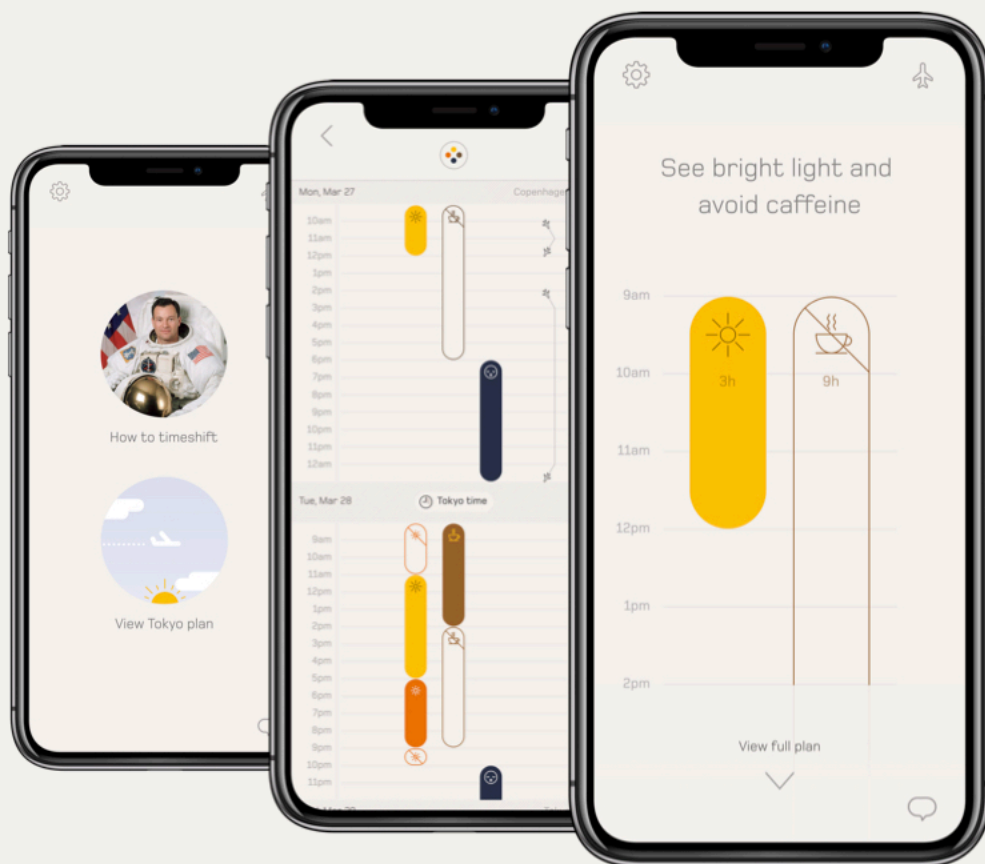 How to timeshift
View Tokyo plan
Mon, Mar 27
10am
11am
12pm
1pm
2pm
3pm
4pm
5pm
6pm
7pm
8pm
9pm
10pm
11pm
12am
Tue, Mar 28
Tokyo time
9am
10am
11am
12pm
1pm
2pm
3pm
4pm
5pm
6pm
7pm
8pm
9pm
10pm
11pm
See bright light and
avoid caffeine
9am
3h
9h
10am
11am
12pm
1pm
2pm
View full plan